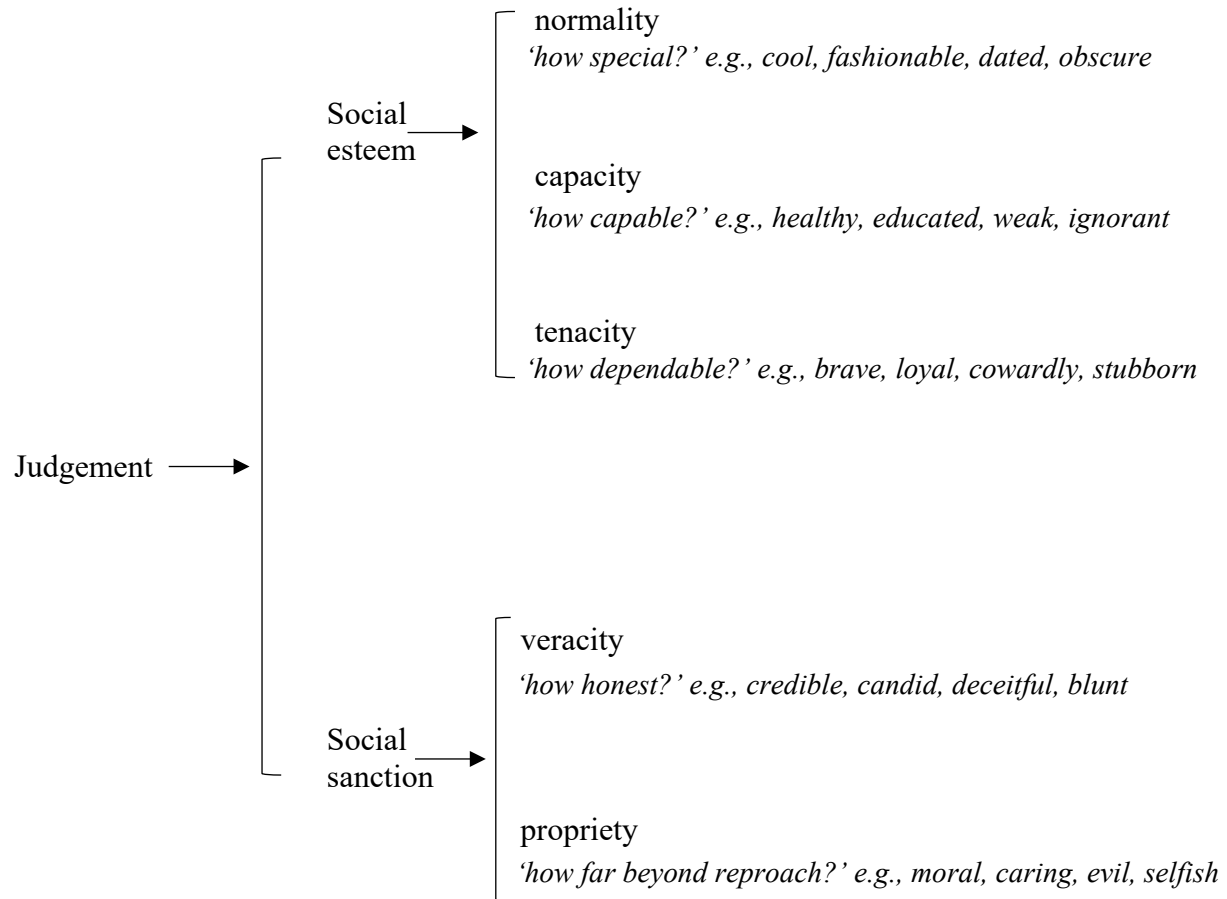 normality
‘how special?’ e.g., cool, fashionable, dated, obscure
Social
esteem
capacity
‘how capable?’ e.g., healthy, educated, weak, ignorant
tenacity
‘how dependable?’ e.g., brave, loyal, cowardly, stubborn
Judgement
veracity
‘how honest?’ e.g., credible, candid, deceitful, blunt
Social
sanction
propriety
‘how far beyond reproach?’ e.g., moral, caring, evil, selfish